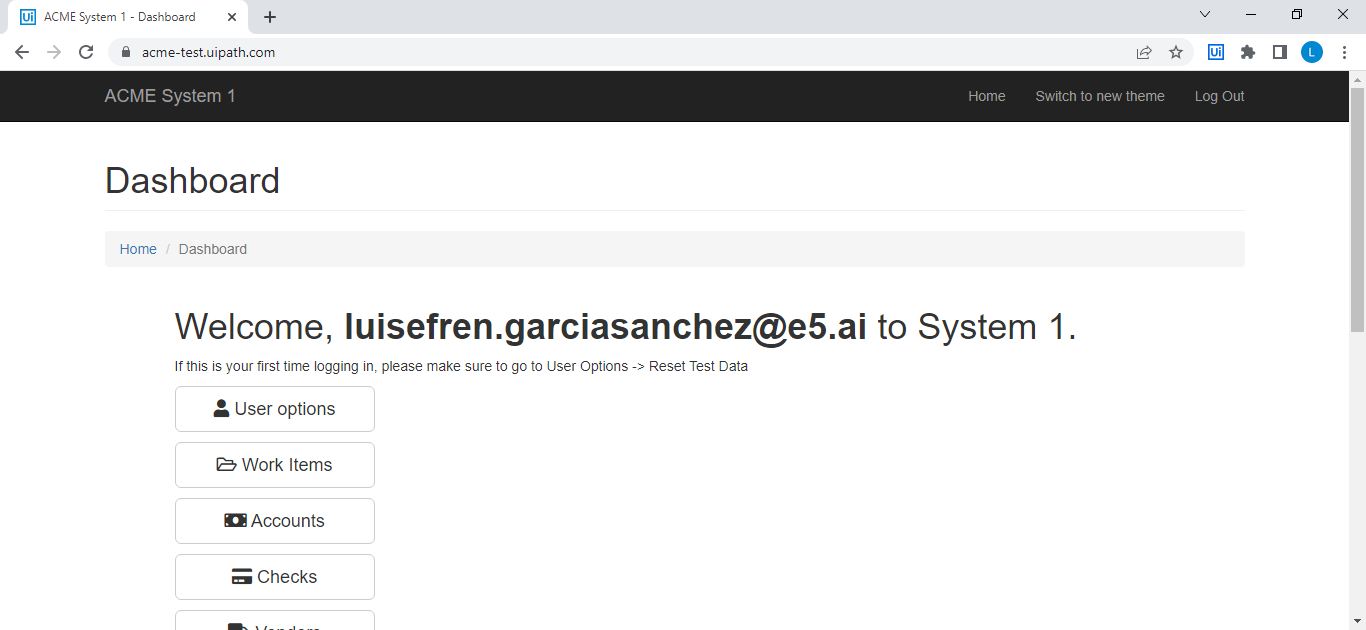 Ui ACME System 1 - Dashboard
acme-test.uipath.com
Ui
L
ACME System 1
Home Switch to new theme Log Out
Dashboard
Home / Dashboard
Welcome, luisefren.garciasanchez@e5.ai to System 1.
If this is your first time logging in, please make sure to go to User Options -> Reset Test Data
User options
Work Items
Accounts
Checks
Vendors